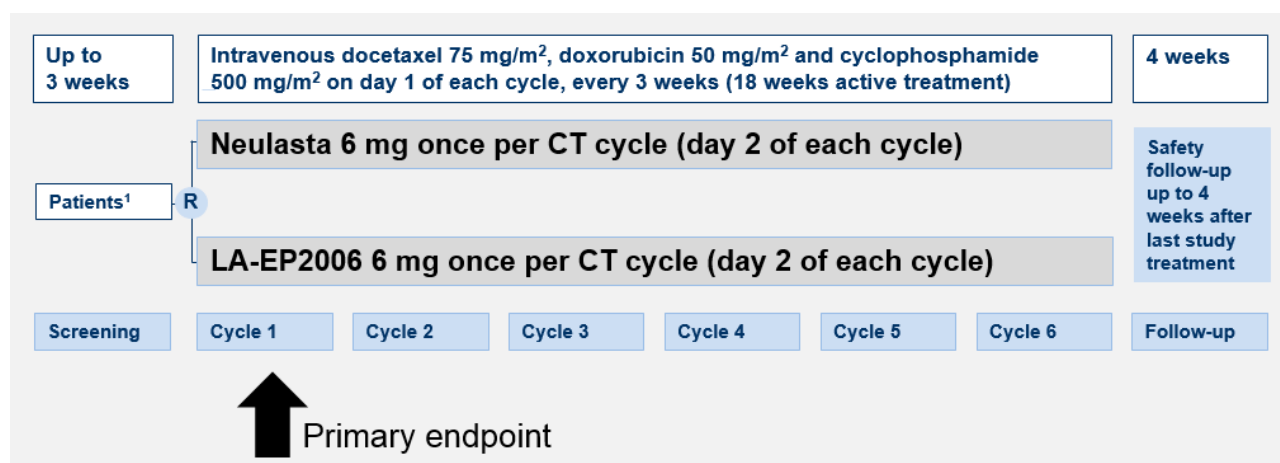 Up to
3 weeks
Intravenous docetaxel 75 mg/m², doxorubicin 50 mg/m² and cyclophosphamide
500 mg/m² on day 1 of each cycle, every 3 weeks (18 weeks active treatment)
4 weeks
Neulasta 6 mg once per CT cycle (day 2 of each cycle)
Patients¹
R
LA-EP2006 6 mg once per CT cycle (day 2 of each cycle)
Safety
follow-up
up to 4
weeks after
last study
treatment
Screening
Cycle 1
Cycle 2
Cycle 3
Cycle 4
Cycle 5
Cycle 6
Follow-up
Primary endpoint